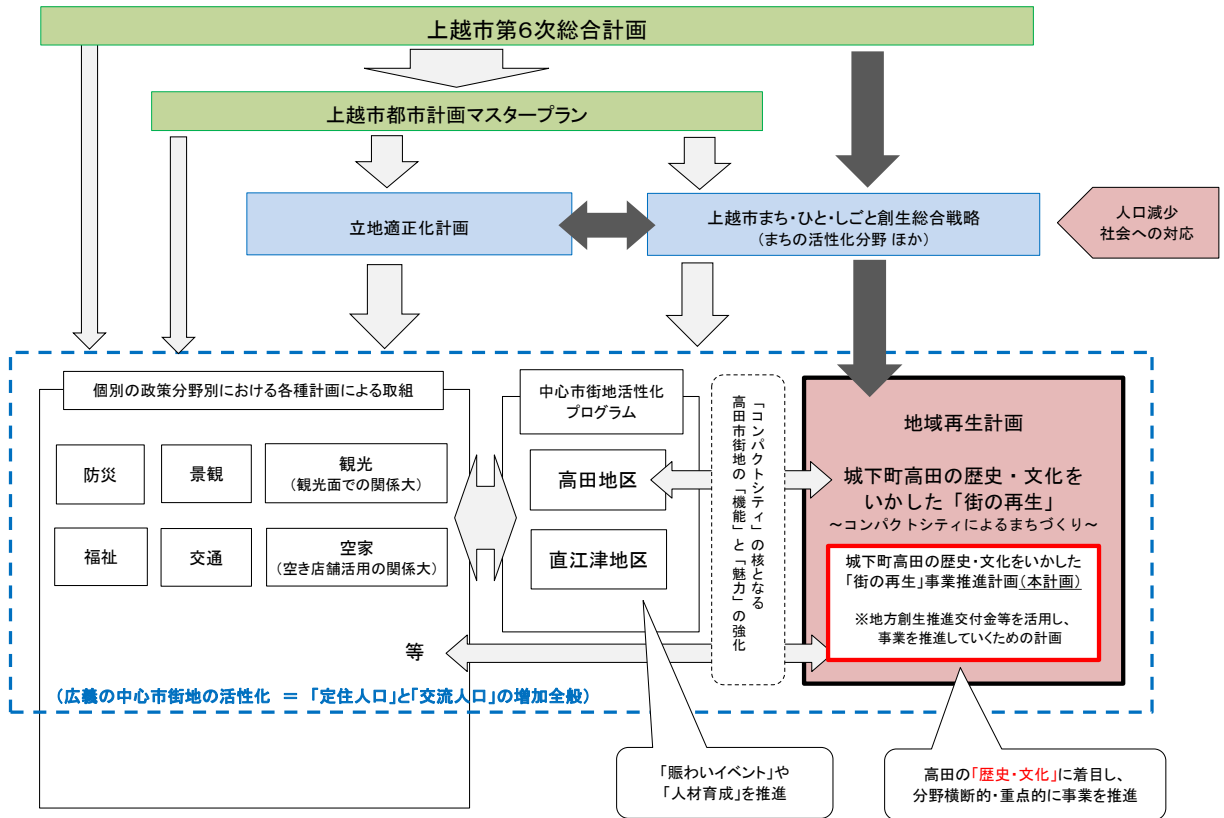 上越市第６次総合計画
上越市都市計画マスタープラン
立地適正化計画
上越市まち・ひと・しごと創生総合戦略
（まちの活性化分野 ほか）
人口減少
社会への対応
個別の政策分野別における各種計画による取組
防災
景観
観光
（観光面での関係大）
福祉
交通
空家
（空き店舗活用の関係大）
等
中心市街地活性化
プログラム
高田地区
直江津地区
「コンパクトシティ」の核となる
高田市街地の「機能」と「魅力」の強化
地域再生計画
城下町高田の歴史・文化を
いかした「街の再生」
～コンパクトシティによるまちづくり～
城下町高田の歴史・文化をいかした
「街の再生」事業推進計画（本計画）
※地方創生推進交付金等を活用し、
事業を推進していくための計画
（広義の中心市街地の活性化 ＝ 「定住人口」と「交流人口」の増加全般）
「賑わいイベント」や
「人材育成」を推進
高田の「歴史・文化」に着目し、
分野横断的・重点的に事業を推進